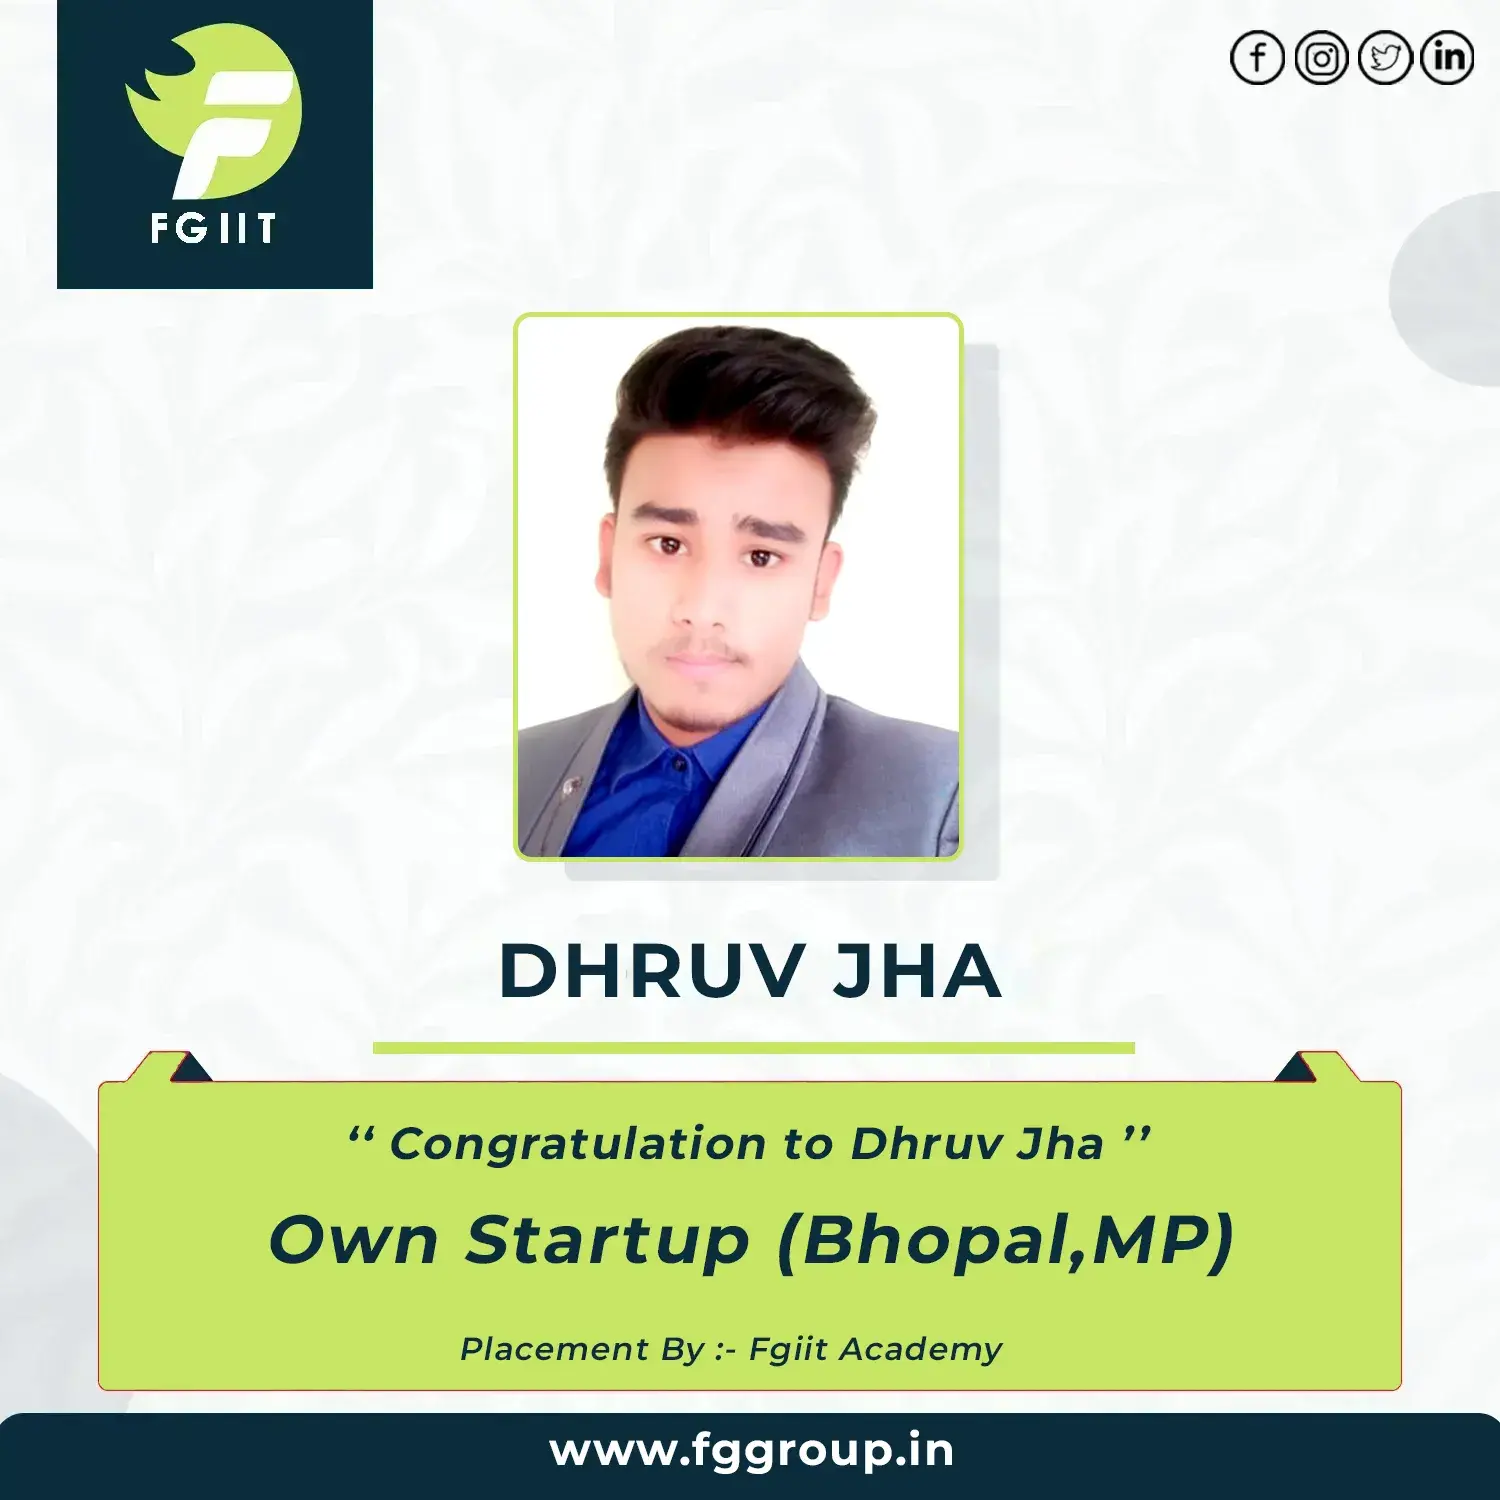 FGIIT
DHRUV JHA
‘‘ Congratulation to Dhruv Jha ’’
Own Startup (Bhopal,MP)
Placement By :- Fgiit Academy
www.fggroup.in